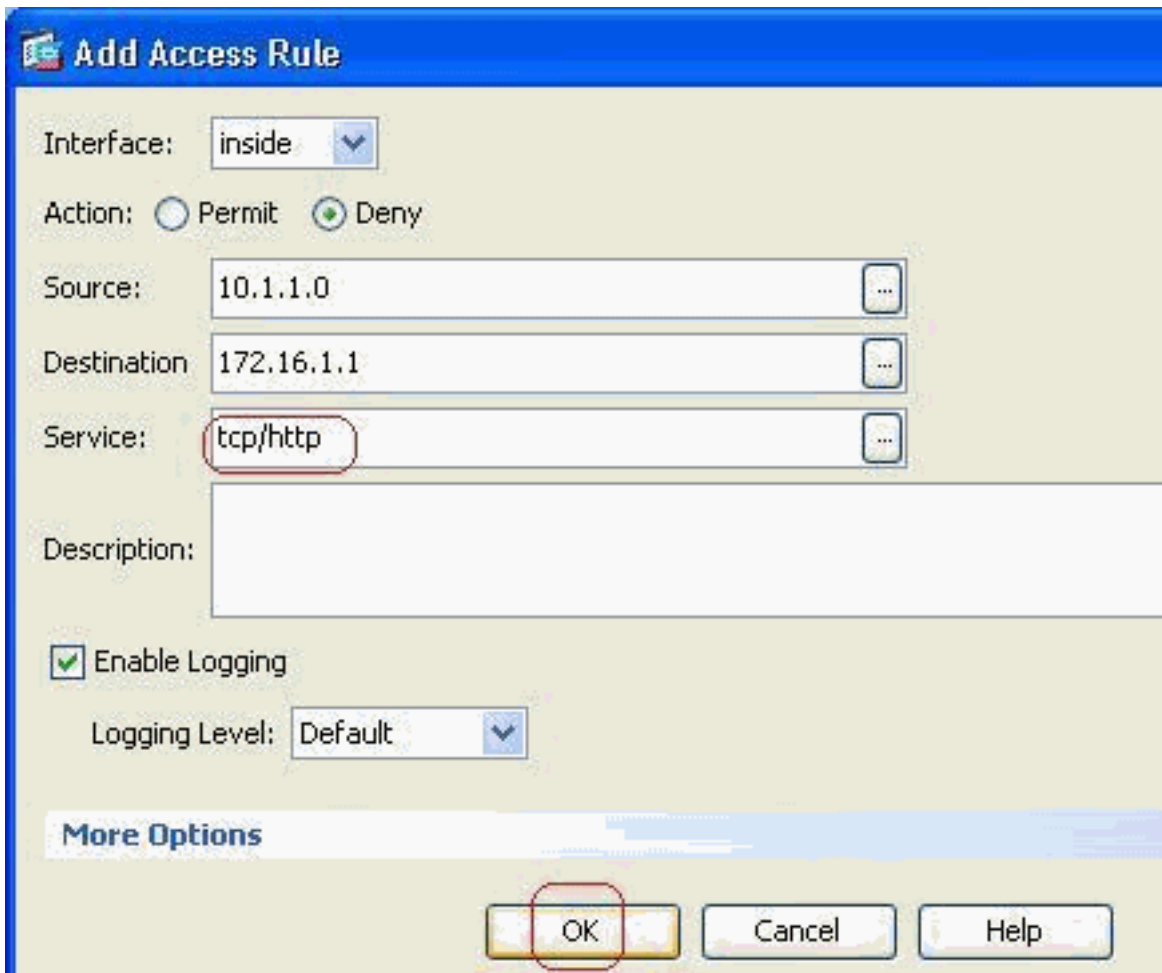 Add Access Rule
Interface: inside
Action: Permit Deny
Source: 10.1.1.0 ...
Destination 172.16.1.1 ...
Service: tcp/http ...
Description:
Enable Logging
Logging Level: Default
More Options
OK Cancel Help